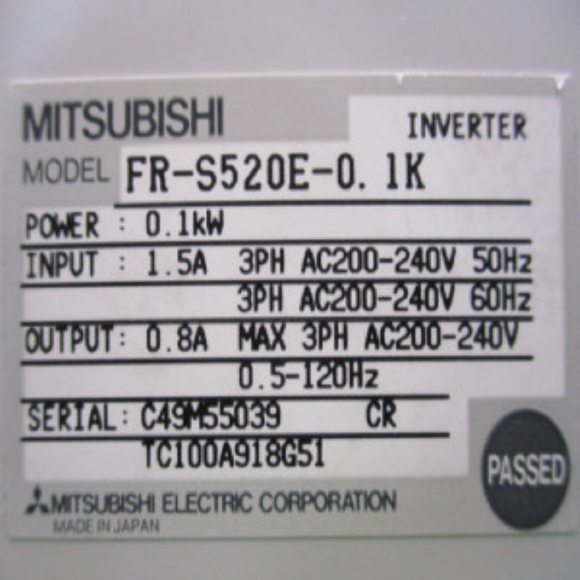 MITSUBISHI INVERTER
MODEL FR-S520E-0.1K
POWER : 0.1kW
INPUT : 1.5A 3PH AC200-240V 50Hz
3PH AC200-240V 60Hz
OUTPUT: 0.8A MAX 3PH AC200-240V
0.5-120Hz
SERIAL: C49M55039 CR
TC100A918G51
PASSED
MITSUBISHI ELECTRIC CORPORATION
MADE IN JAPAN